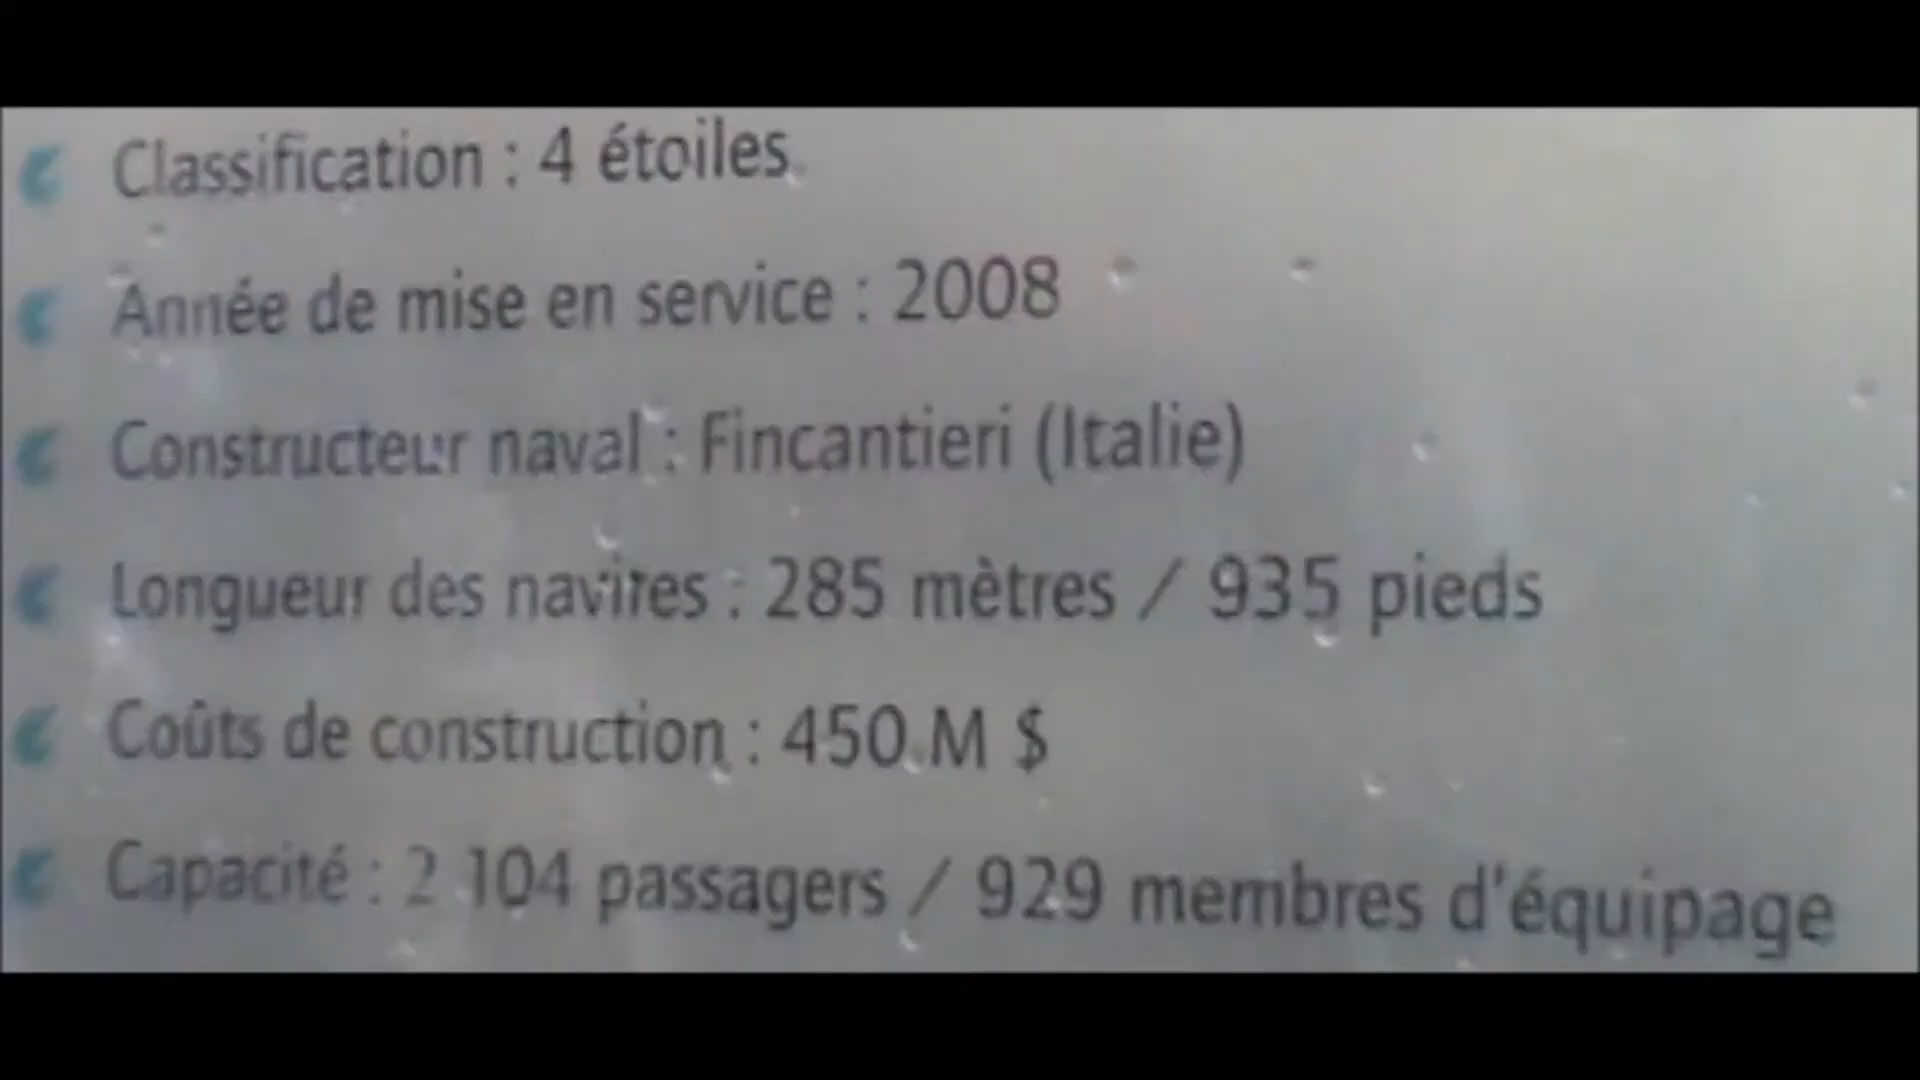 Classification : 4 étoiles
Année de mise en service : 2008
Constructeur naval : Fincantieri (Italie)
Longueur des navires : 285 mètres / 935 pieds
Coûts de construction : 450 M $
Capacité : 2 104 passagers / 929 membres d'équipage